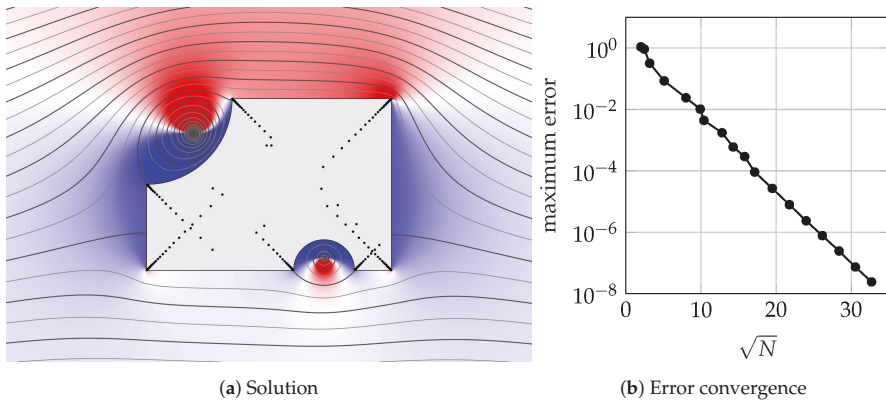 maximum error
10^0
10^-2
10^-4
10^-6
10^-8
0 10 20 30
√N
(a) Solution
(b) Error convergence